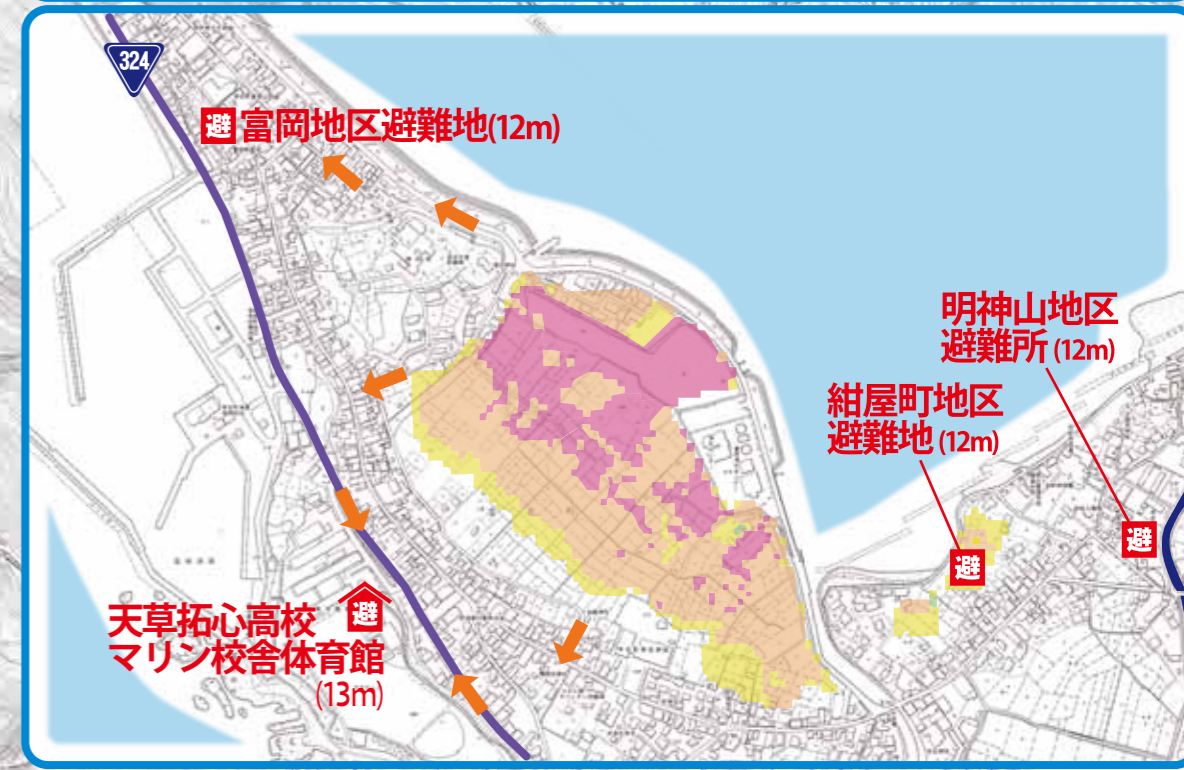 324
避 富岡地区避難地(12m)
明神山地区
避難所(12m)
紺屋町地区
避難地(12m)
避
避
避
天草拓心高校
マリン校舎体育館
(13m)